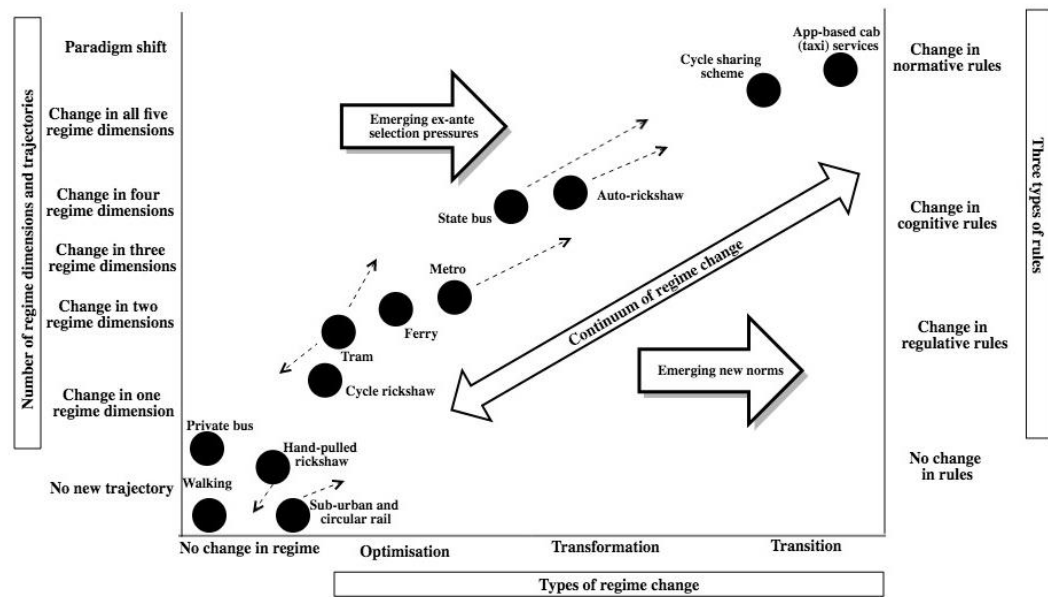 Number of regime dimensions and trajectories
Paradigm shift
Change in all five
regime dimensions
Change in four
regime dimensions
Change in three
regime dimensions
Change in two
regime dimensions
Change in one
regime dimension
No new trajectory
App-based cab
(taxi) services
Cycle sharing
scheme
Emerging ex-ante
selection pressures
State bus
Auto-rickshaw
Metro
Ferry
Tram
Cycle rickshaw
Continuum of regime change
Emerging new norms
Private bus
Hand-pulled
rickshaw
Walking
Sub-urban and
circular rail
Change in
normative rules
Change in
cognitive rules
Change in
regulative rules
No change
in rules
Three types of rules
No change in regime
Optimisation
Transformation
Transition
Types of regime change